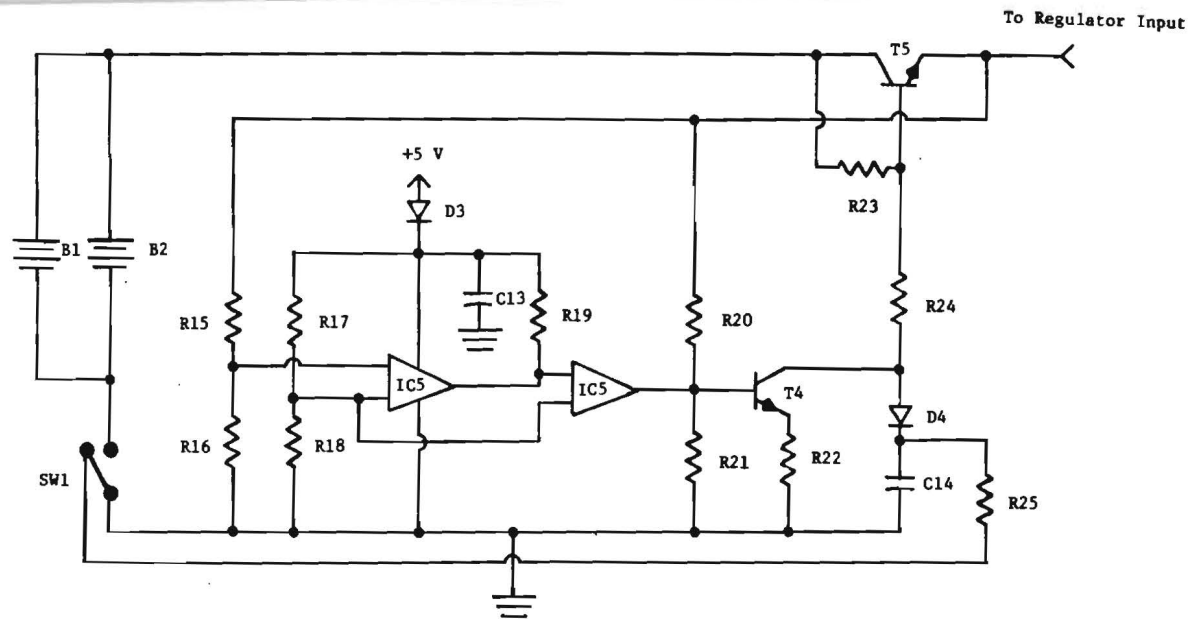 To Regulator Input
T5
+5 V
D3
R23
B1
B2
C13
R15
R17
R19
R20
R24
IC5
IC5
T4
D4
R16
R18
R21
R22
C14
SW1
R25